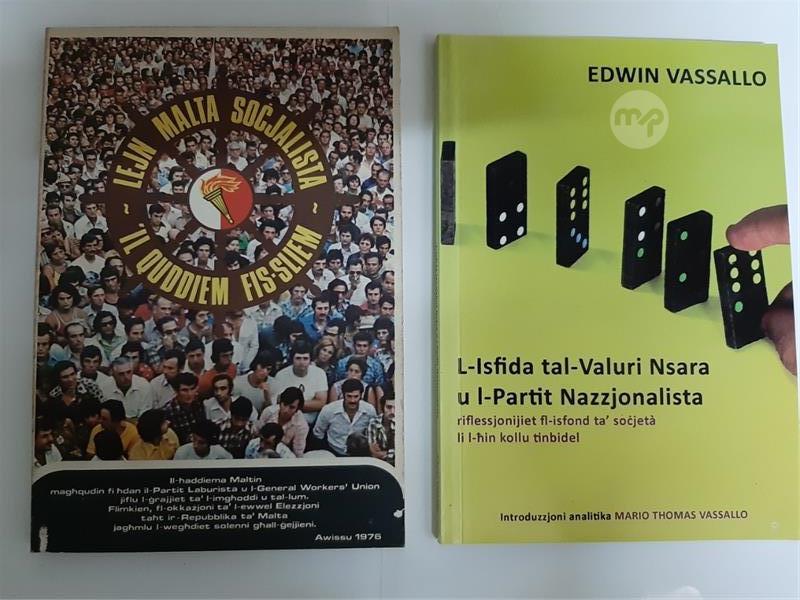 LEJN MALTA SOĊJALISTA
~ 'IL QUDDIEM FIS-SLIEM ~
Il-ħaddiema Maltin
magħqudin fi ħdan il-Partit Laburista u l-General Workers' Union
jiflu l-ġrajjiet ta' l-imgħoddi u tal-lum.
Flimkien, fl-okkażjoni ta' l-ewwel Elezzjoni
taħt ir-Repubblika ta' Malta
jagħmlu l-wegħdiet solenni għall-ġejjieni.
Awissu 1976
EDWIN VASSALLO
mp
L-Isfida tal-Valuri Nsara
u l-Partit Nazzjonalista
riflessjonijiet fl-isfond ta' soċjetà
li l-ħin kollu tinbidel
Introduzzjoni analitika MARIO THOMAS VASSALLO